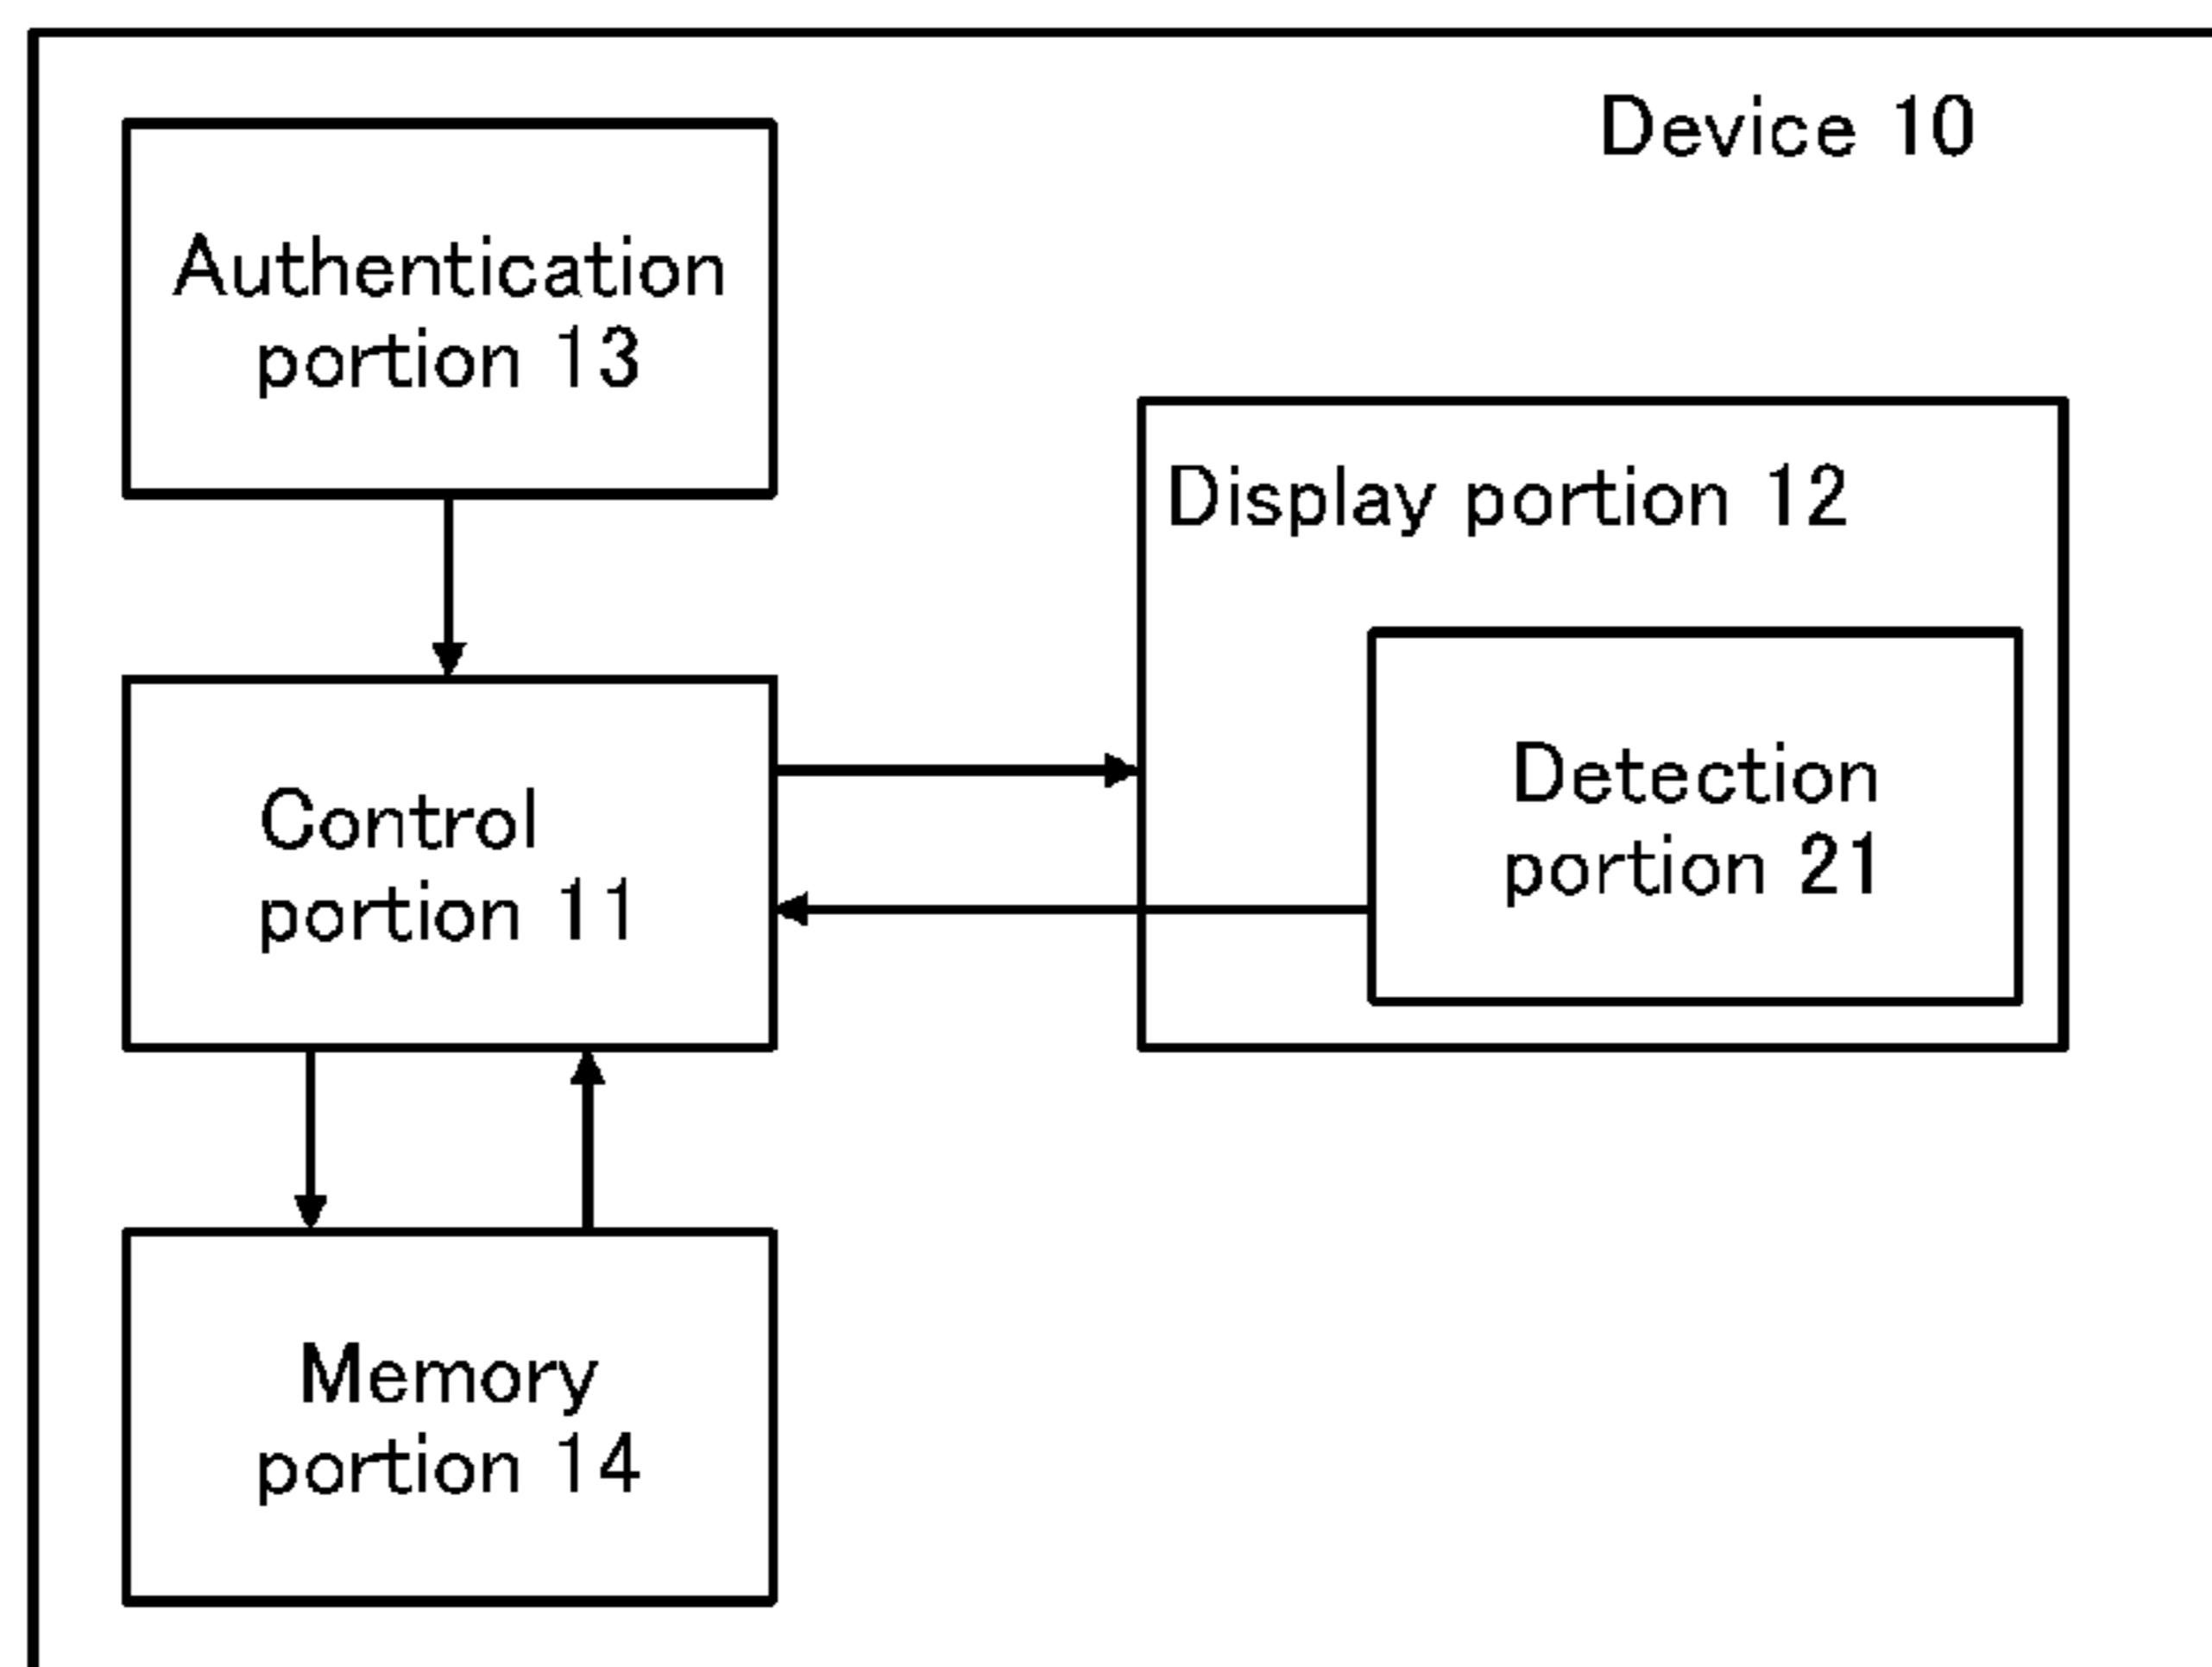 Device 10
Authentication
portion 13
Display portion 12
Detection
portion 21
Control
portion 11
Memory
portion 14